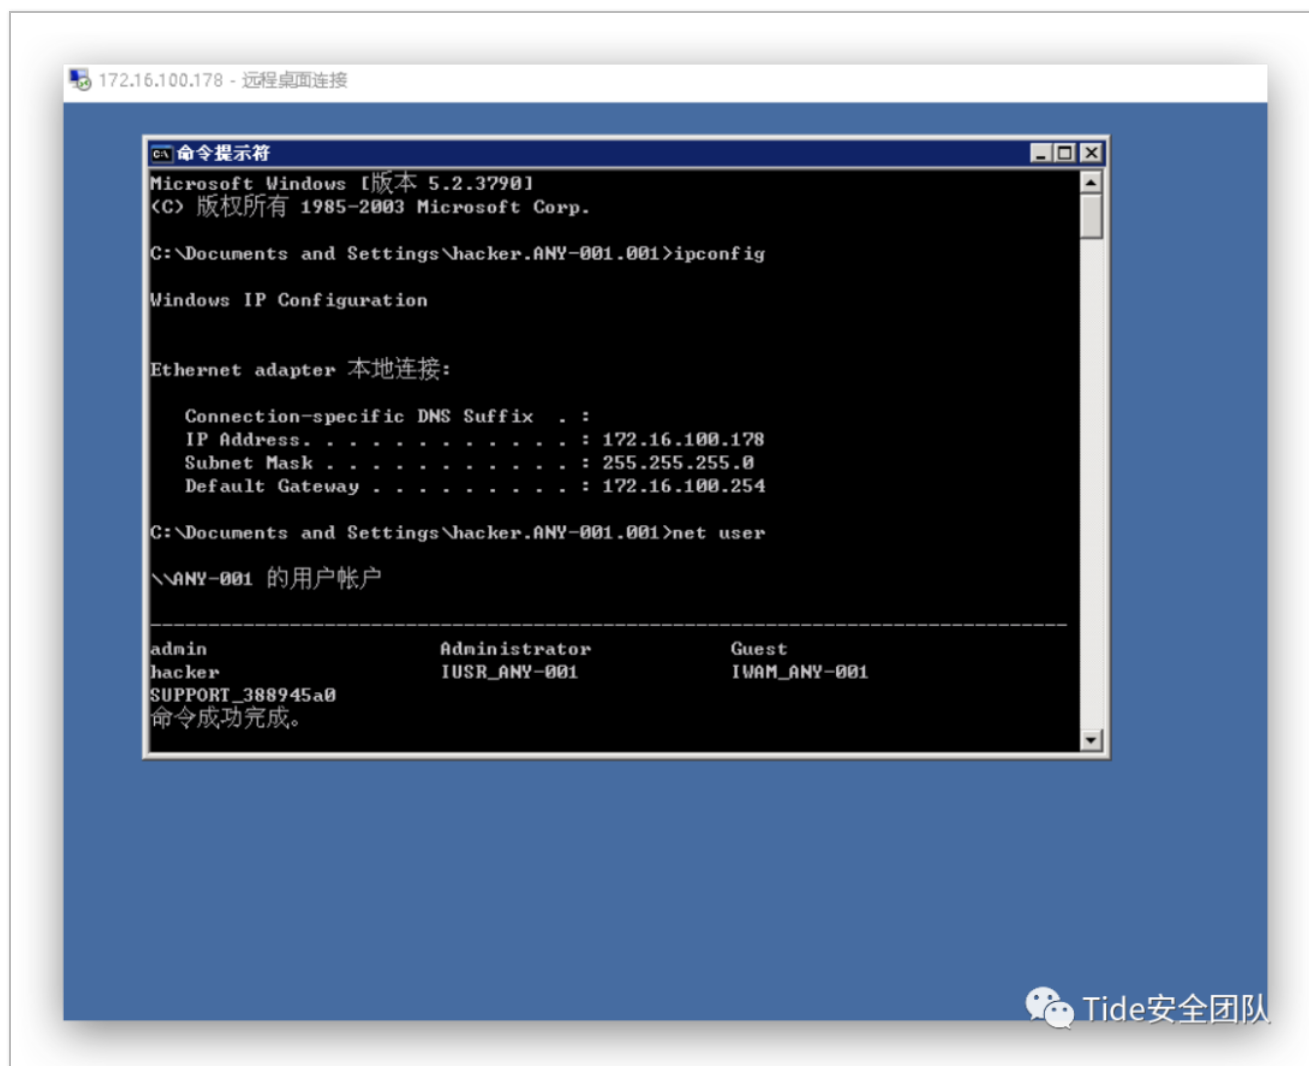 172.16.100.178 - 远程桌面连接
命令提示符
Microsoft Windows [版本 5.2.3790]
(C) 版权所有 1985-2003 Microsoft Corp.
C:\Documents and Settings\hacker.ANY-001.001>ipconfig
Windows IP Configuration
Ethernet adapter 本地连接:
Connection-specific DNS Suffix  . :
IP Address. . . . . . . . . . . . : 172.16.100.178
Subnet Mask . . . . . . . . . . . : 255.255.255.0
Default Gateway . . . . . . . . . : 172.16.100.254
C:\Documents and Settings\hacker.ANY-001.001>net user
\\ANY-001 的用户帐户
-------------------------------------------------------------------------------
admin                    Administrator            Guest
hacker                   IUSR_ANY-001             IWAM_ANY-001
SUPPORT_388945a0
命令成功完成。
Tide安全团队